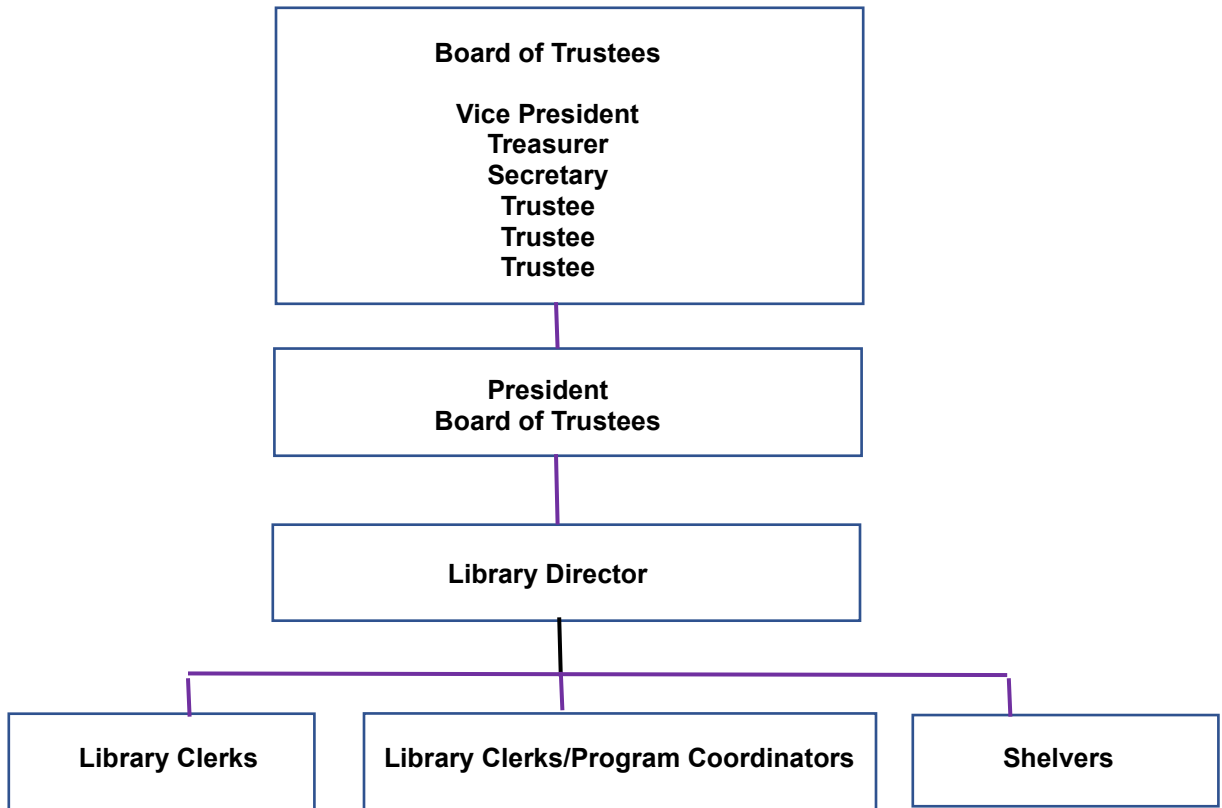 Board of Trustees
Vice President
Treasurer
Secretary
Trustee
Trustee
Trustee
President
Board of Trustees
Library Director
Library Clerks
Library Clerks/Program Coordinators
Shelvers